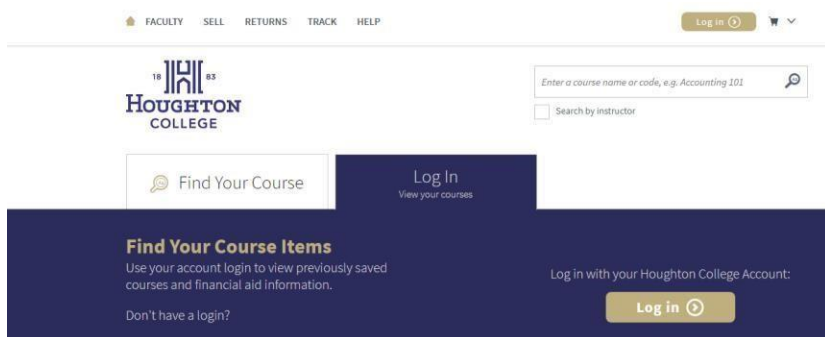 FACULTY SELL RETURNS TRACK HELP
Log in
18 83
HOUGHTON
COLLEGE
Enter a course name or code, e.g. Accounting 101
Search by instructor
Find Your Course
Log In
View your courses
Find Your Course Items
Use your account login to view previously saved
courses and financial aid information.
Don't have a login?
Log in with your Houghton College Account:
Log in